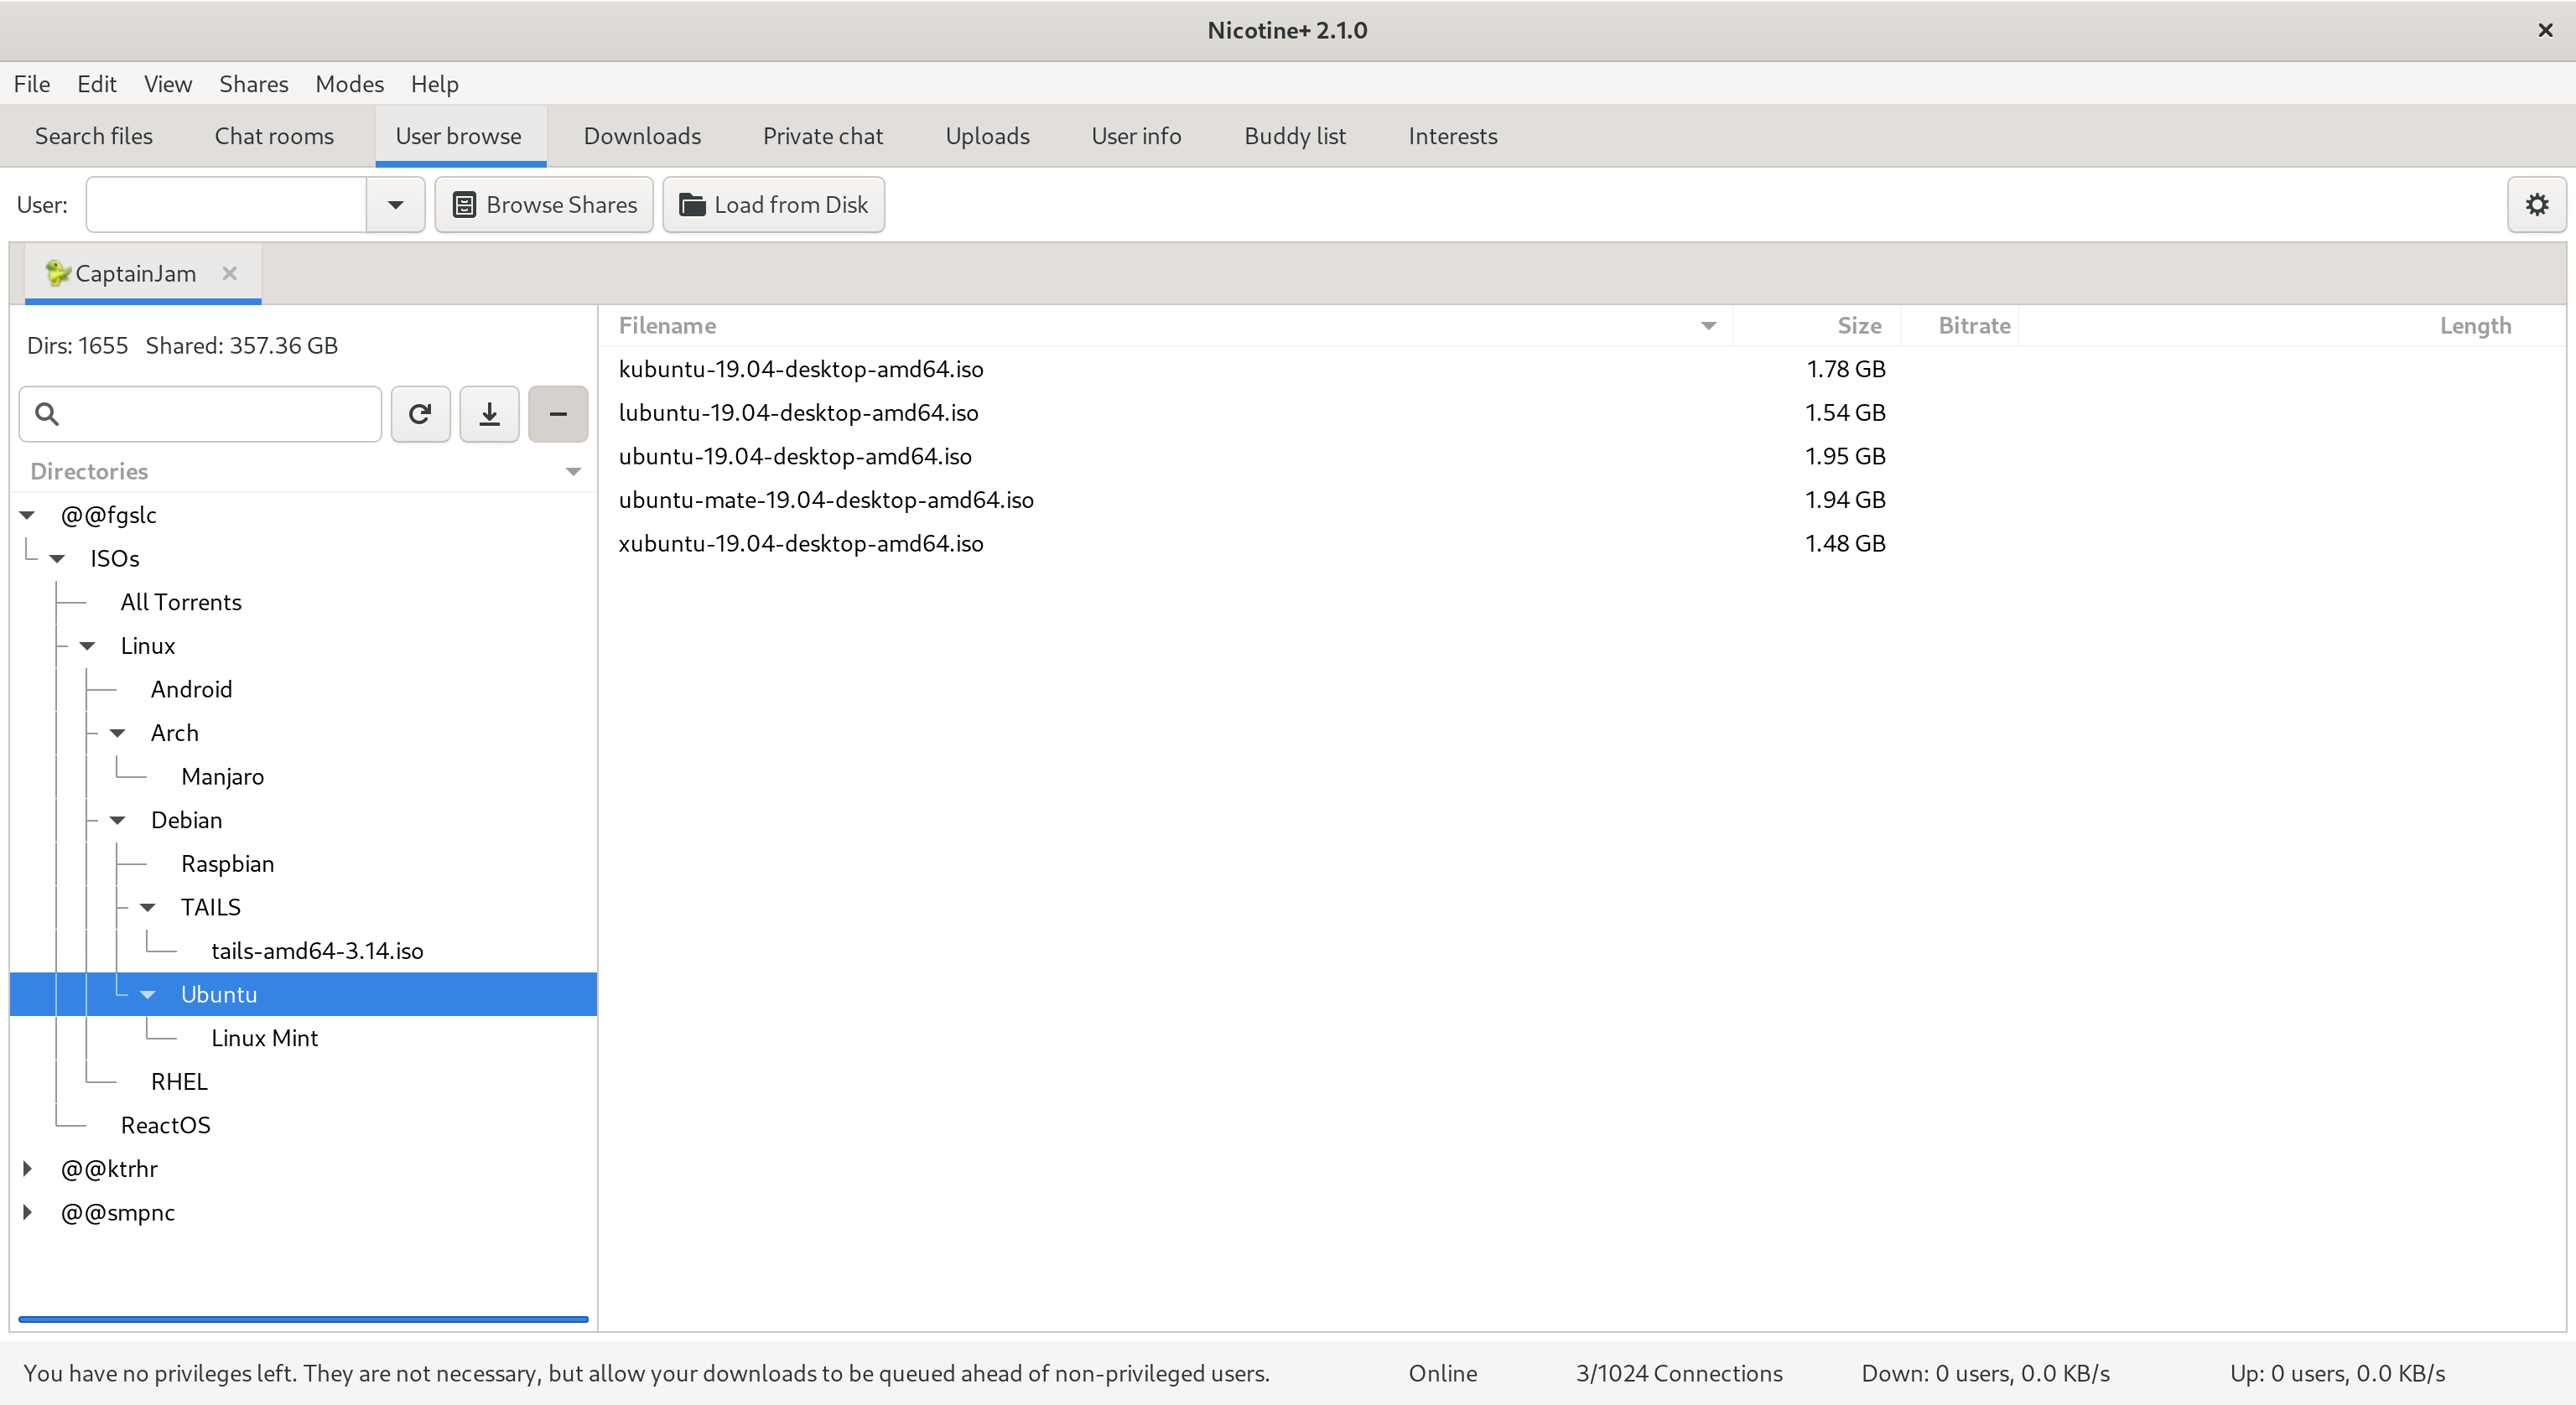 Nicotine+ 2.1.0
File Edit View Shares Modes Help
Search files Chat rooms User browse Downloads Private chat Uploads User info Buddy list Interests
User: Browse Shares Load from Disk
CaptainJam
Dirs: 1655 Shared: 357.36 GB
Directories
@@fgslc
ISOs
All Torrents
Linux
Android
Arch
Manjaro
Debian
Raspbian
TAILS
tails-amd64-3.14.iso
Ubuntu
Linux Mint
RHEL
ReactOS
@@ktrhr
@@smpnc
Filename Size Bitrate Length
kubuntu-19.04-desktop-amd64.iso 1.78 GB
lubuntu-19.04-desktop-amd64.iso 1.54 GB
ubuntu-19.04-desktop-amd64.iso 1.95 GB
ubuntu-mate-19.04-desktop-amd64.iso 1.94 GB
xubuntu-19.04-desktop-amd64.iso 1.48 GB
You have no privileges left. They are not necessary, but allow your downloads to be queued ahead of non-privileged users. Online 3/1024 Connections Down: 0 users, 0.0 KB/s Up: 0 users, 0.0 KB/s